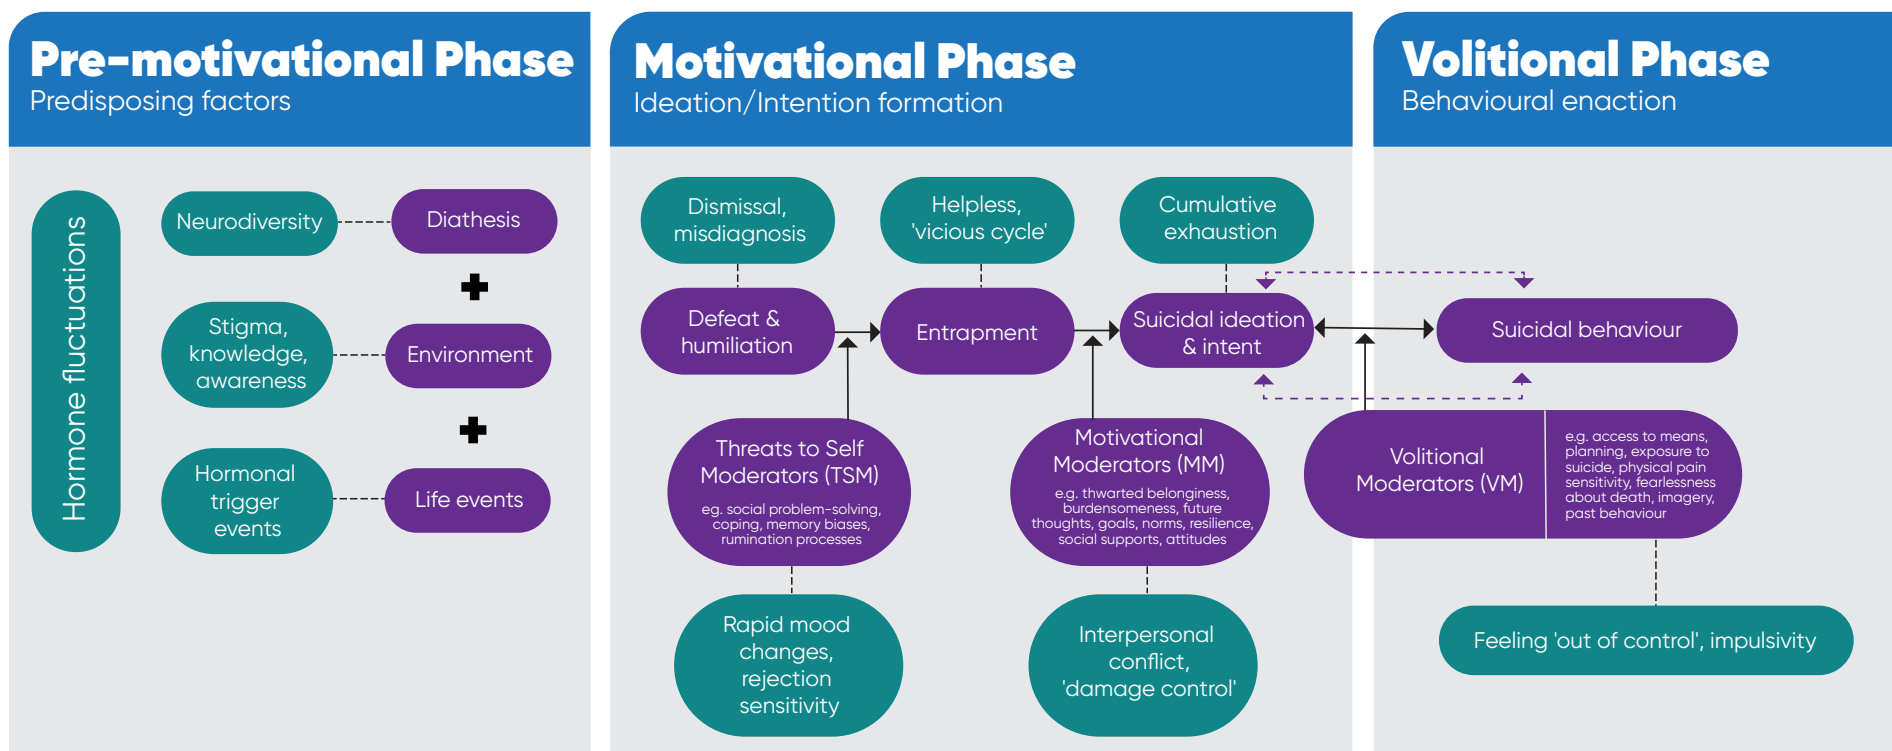 Pre-motivational Phase
Predisposing factors
Hormone fluctuations
Neurodiversity
Diathesis
Stigma,
knowledge,
awareness
Environment
Hormonal
trigger
events
Life events
Motivational Phase
Ideation/Intention formation
Dismissal,
misdiagnosis
Helpless,
'vicious cycle'
Cumulative
exhaustion
Defeat &
humiliation
Entrapment
Suicidal ideation
& intent
Threats to Self
Moderators (TSM)
eg. social problem-solving,
coping, memory biases,
rumination processes
Motivational
Moderators (MM)
e.g. thwarted belonginess,
burdensomeness, future
thoughts, goals, norms, resilience,
social supports, attitudes
Rapid mood
changes,
rejection
sensitivity
Interpersonal
conflict,
'damage control'
Volitional Phase
Behavioural enaction
Suicidal behaviour
Volitional
Moderators (VM)
e.g. access to means,
planning, exposure to
suicide, physical pain
sensitivity, fearlessness
about death, imagery,
past behaviour
Feeling 'out of control', impulsivity